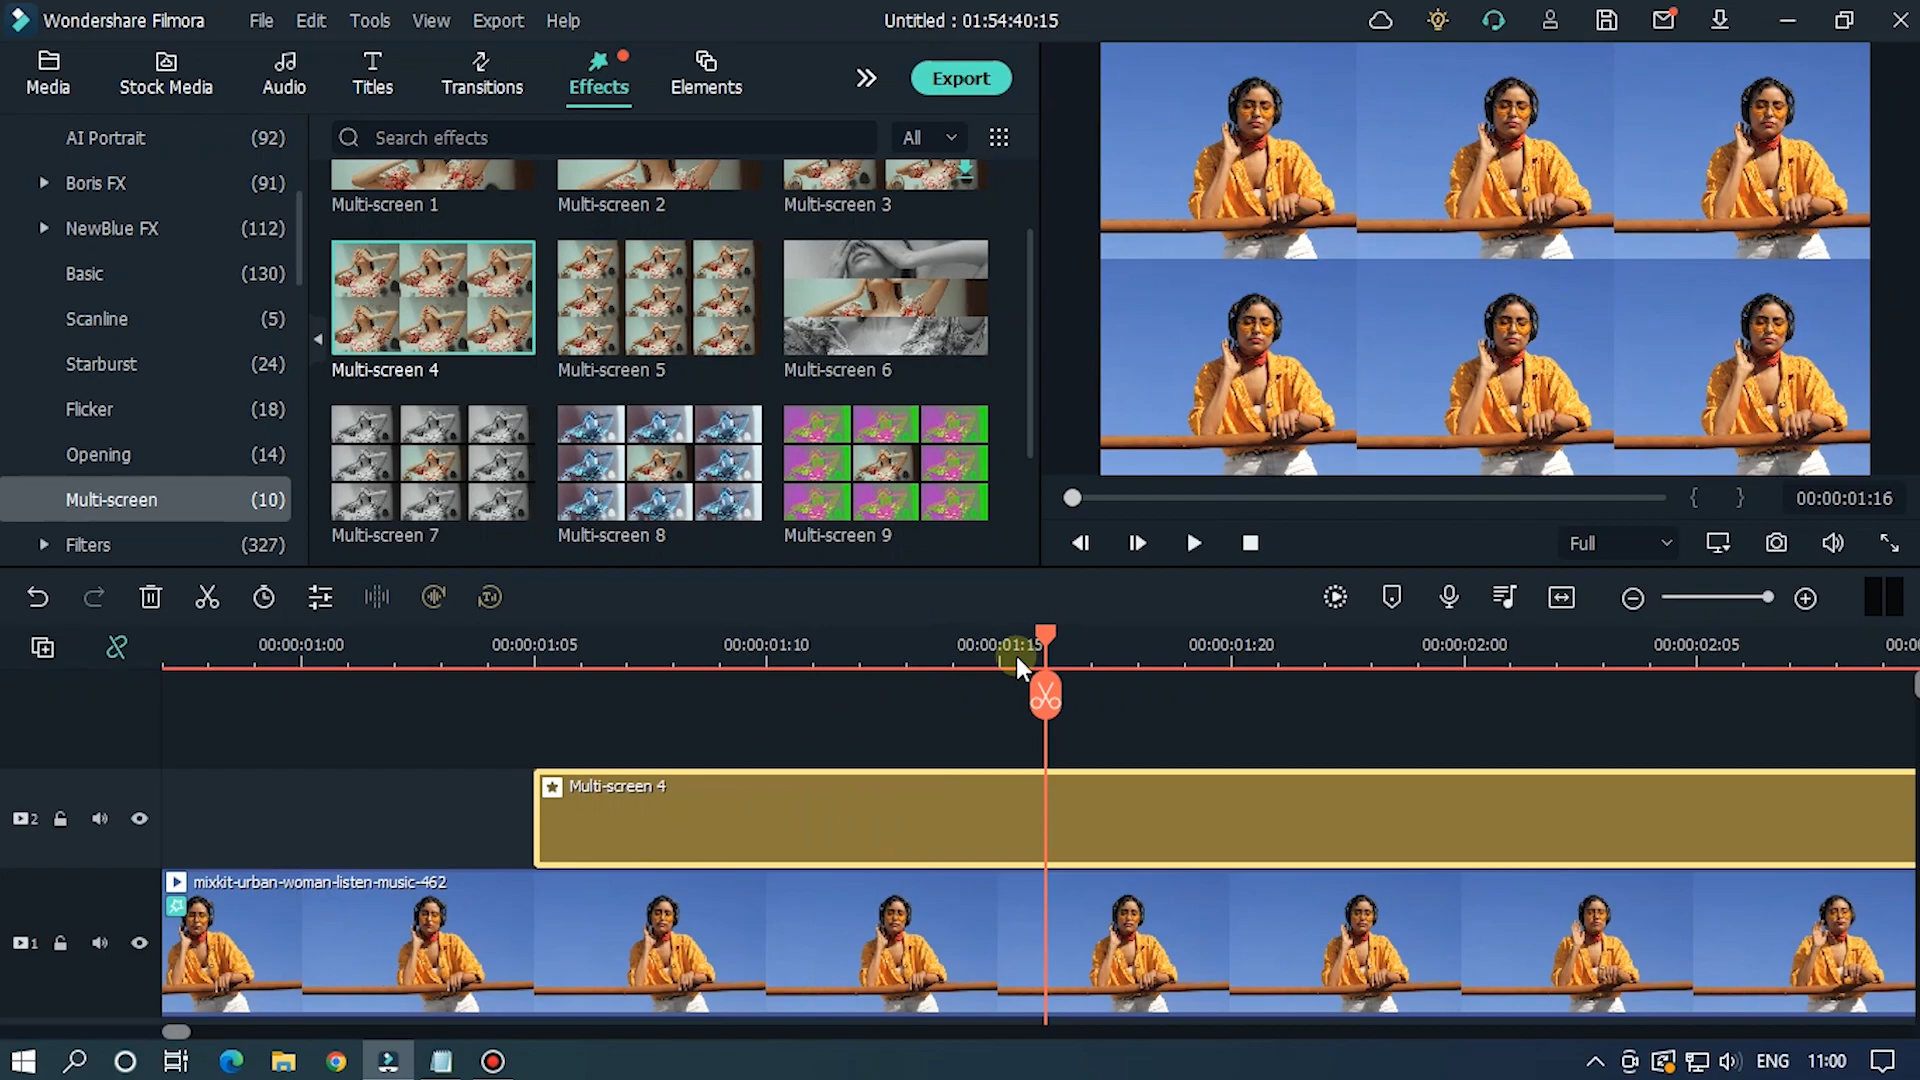 Wondershare Filmora File Edit Tools View Export Help Untitled : 01:54:40:15
Media Stock Media Audio Titles Transitions Effects Elements Export
AI Portrait (92)
Boris FX (91)
NewBlue FX (112)
Basic (130)
Scanline (5)
Starburst (24)
Flicker (18)
Opening (14)
Multi-screen (10)
Filters (327)
Search effects All
Multi-screen 1 Multi-screen 2 Multi-screen 3
Multi-screen 4 Multi-screen 5 Multi-screen 6
Multi-screen 7 Multi-screen 8 Multi-screen 9
{ } 00:00:01:16
Full
00:00:01:00 00:00:01:05 00:00:01:10 00:00:01:15 00:00:01:20 00:00:02:00 00:00:02:05
2 Multi-screen 4
mixkit-urban-woman-listen-music-462
1
ENG 11:00